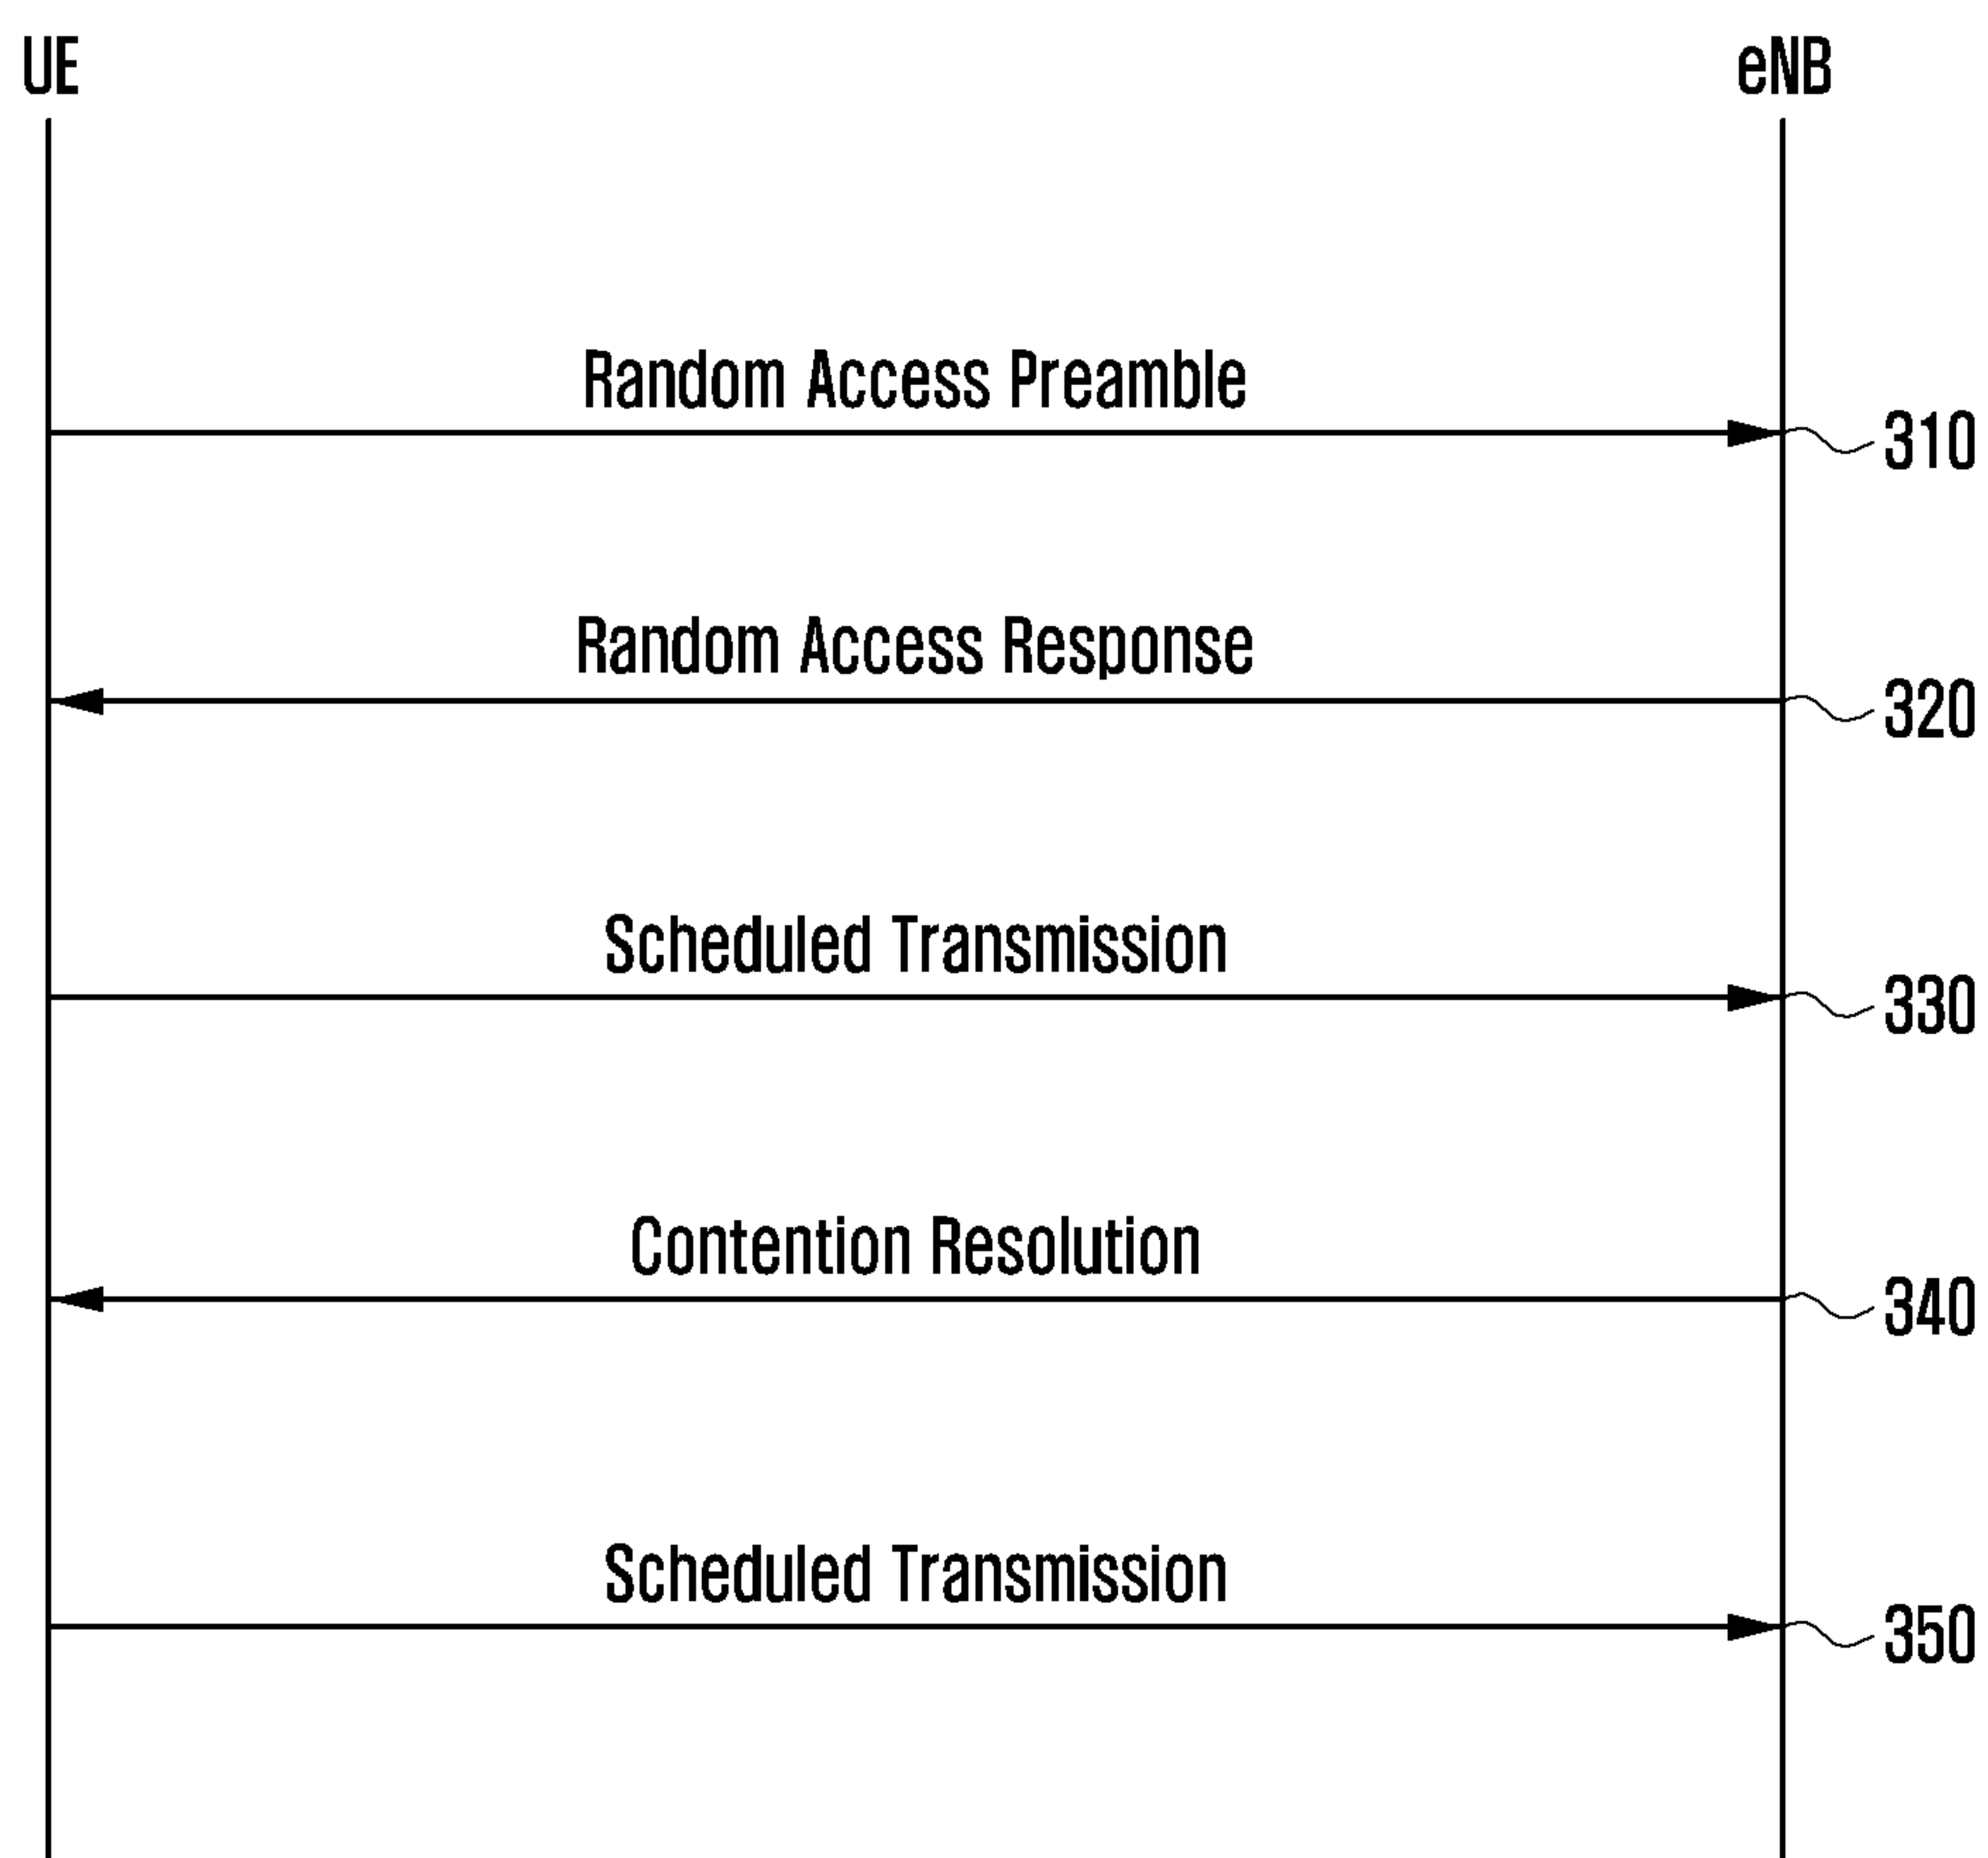 UE
eNB
Random Access Preamble
310
Random Access Response
320
Scheduled Transmission
330
Contention Resolution
340
Scheduled Transmission
350